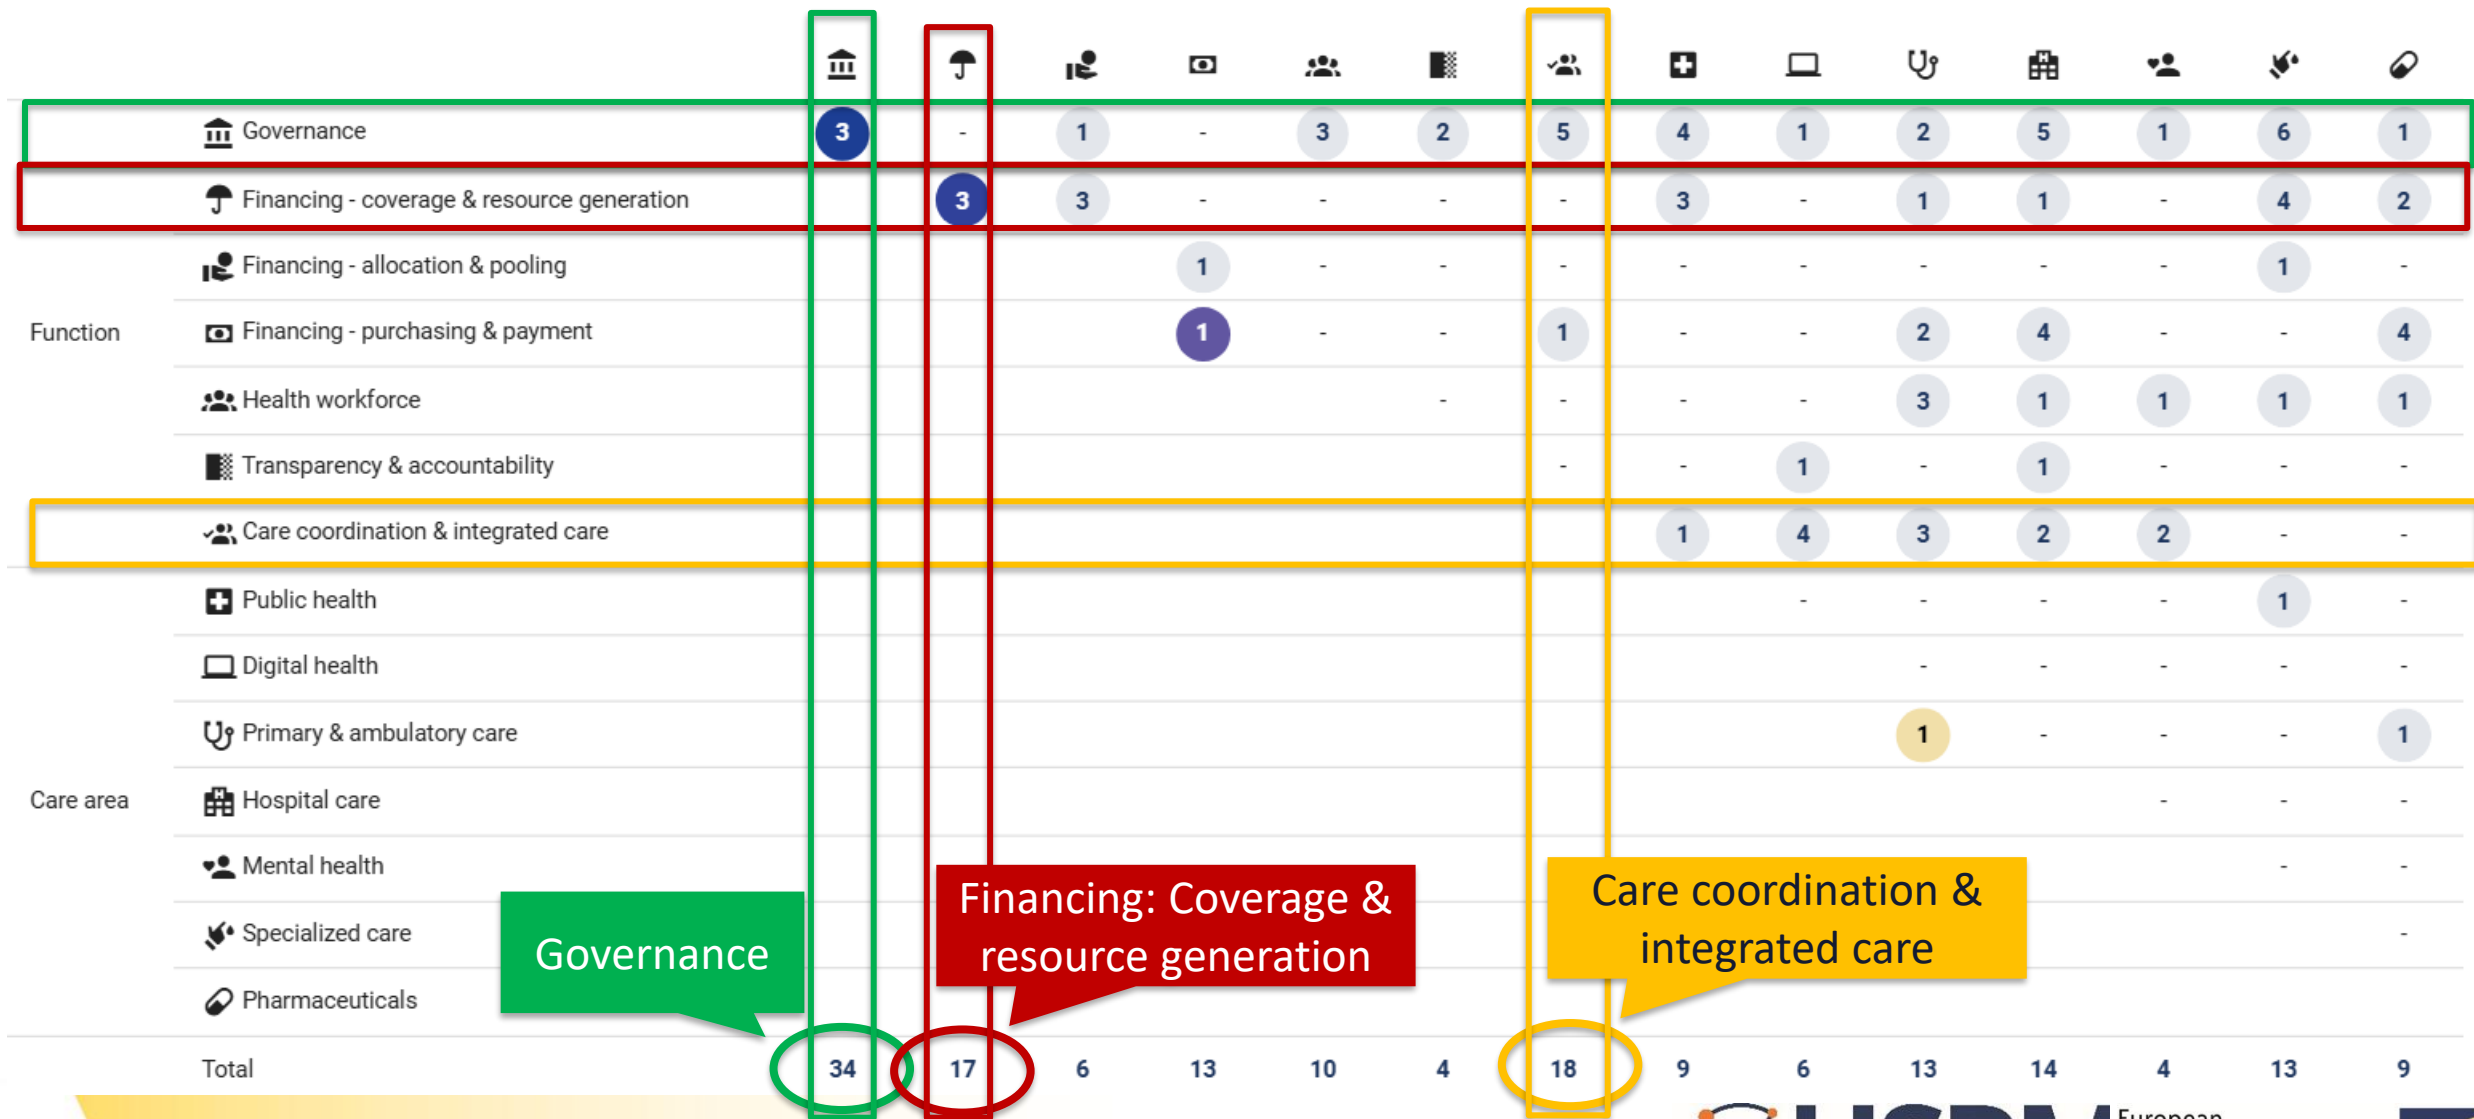 Governance 3 - 1 - 3 2 5 4 1 2 5 1 6 1
Financing - coverage & resource generation 3 3 - - - - 3 - 1 1 - 4 2
Financing - allocation & pooling 1 - - - - - - - - 1 -
Function Financing - purchasing & payment 1 - - 1 - - 2 4 - - 4
Health workforce - - - - 3 1 1 1 1
Transparency & accountability - - 1 - 1 - - -
Care coordination & integrated care 1 4 3 2 2 - -
Public health - - - - 1 -
Digital health - - - - -
Primary & ambulatory care 1 - - - 1
Care area Hospital care - - -
Mental health - -
Specialized care -
Pharmaceuticals
Governance
Financing: Coverage &
resource generation
Care coordination &
integrated care
Total 34 17 6 13 10 4 18 9 6 13 14 4 13 9
European